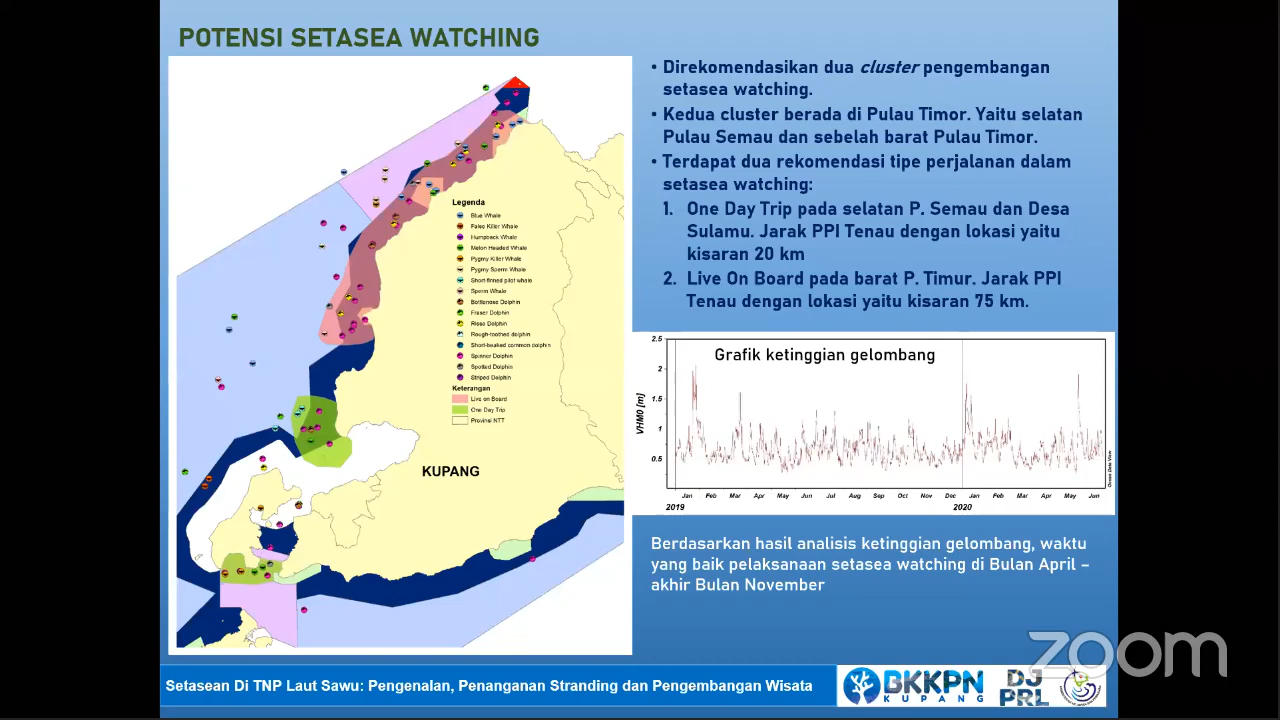 POTENSI SETASEA WATCHING
Legenda
Blue Whale
False Killer Whale
Humpback Whale
Melon Headed Whale
Pygmy Killer Whale
Pygmy Sperm Whale
Short-finned pilot whale
Sperm Whale
Bottlenose Dolphin
Fraser Dolphin
Risso Dolphin
Rough-toothed dolphin
Short-beaked common dolphin
Spinner Dolphin
Spotted Dolphin
Striped Dolphin
Keterangan
Live on Board
One Day Trip
Provinsi NTT
KUPANG
• Direkomendasikan dua cluster pengembangan
setasea watching.
• Kedua cluster berada di Pulau Timor. Yaitu selatan
Pulau Semau dan sebelah barat Pulau Timor.
• Terdapat dua rekomendasi tipe perjalanan dalam
setasea watching:
1. One Day Trip pada selatan P. Semau dan Desa
Sulamu. Jarak PPI Tenau dengan lokasi yaitu
kisaran 20 km
2. Live On Board pada barat P. Timur. Jarak PPI
Tenau dengan lokasi yaitu kisaran 75 km.
Grafik ketinggian gelombang
VHM0 [m]
2.5
2
1.5
1
0.5
Jan Feb Mar Apr May Jun Jul Aug Sep Oct Nov Dec Jan Feb Mar Apr May Jun
2019 2020
Ocean Data View
Berdasarkan hasil analisis ketinggian gelombang, waktu
yang baik pelaksanaan setasea watching di Bulan April –
akhir Bulan November
zoom
Setasean Di TNP Laut Sawu: Pengenalan, Penanganan Stranding dan Pengembangan Wisata
BKKPN
KUPANG
DJ
PRL